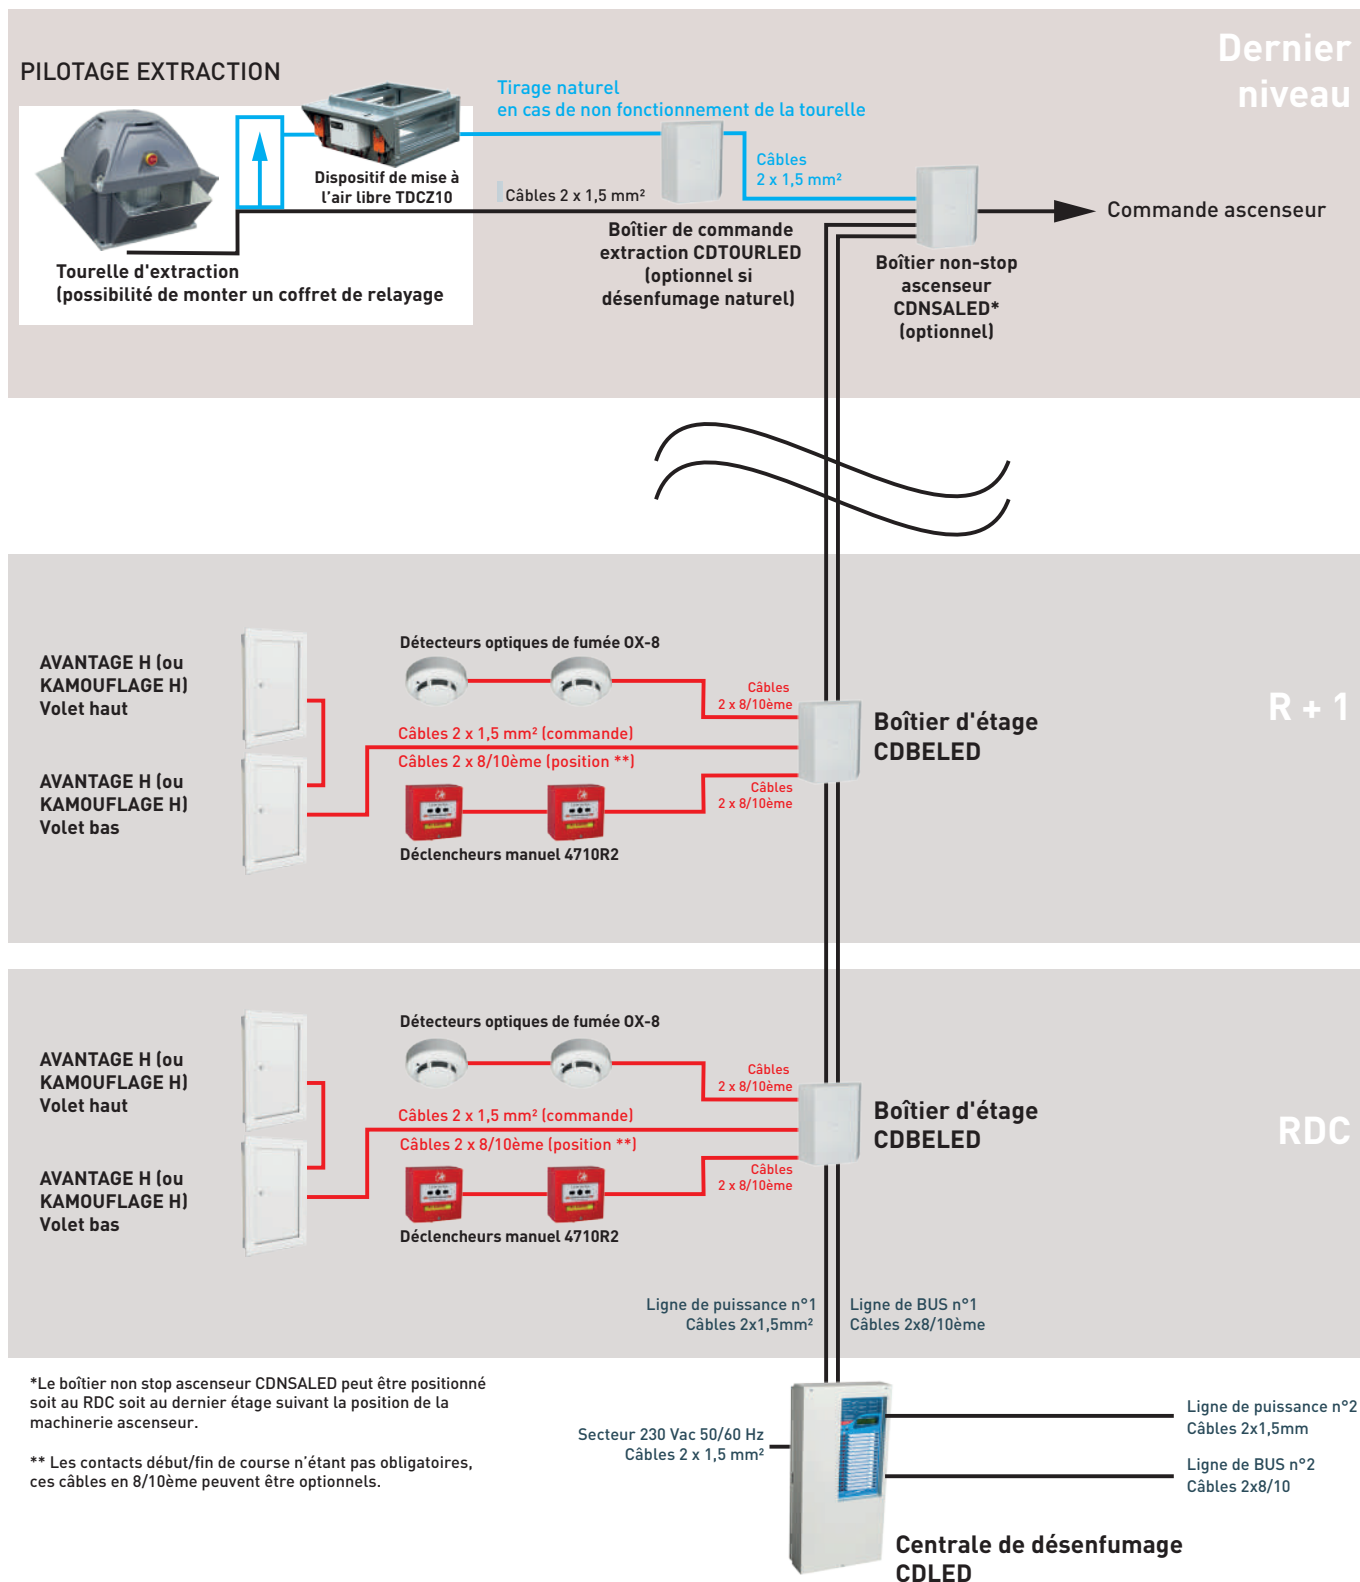 Dernier
niveau
PILOTAGE EXTRACTION
Tirage naturel
en cas de non fonctionnement de la tourelle
Câbles
2 x 1,5 mm²
Dispositif de mise à
l'air libre TDCZ10
Câbles 2 x 1,5 mm²
Commande ascenseur
Boîtier de commande
extraction CDTOURLED
(optionnel si
désenfumage naturel)
Boîtier non-stop
ascenseur
CDNSALED*
(optionnel)
Tourelle d'extraction
(possibilité de monter un coffret de relayage
R + 1
Détecteurs optiques de fumée OX-8
AVANTAGE H (ou
KAMOUFLAGE H)
Volet haut
Câbles
2 x 8/10ème
Câbles 2 x 1,5 mm² (commande)
Câbles 2 x 8/10ème (position **)
Boîtier d'étage
CDBELED
AVANTAGE H (ou
KAMOUFLAGE H)
Volet bas
Câbles
2 x 8/10ème
Déclencheurs manuel 4710R2
RDC
Détecteurs optiques de fumée OX-8
AVANTAGE H (ou
KAMOUFLAGE H)
Volet haut
Câbles
2 x 8/10ème
Câbles 2 x 1,5 mm² (commande)
Câbles 2 x 8/10ème (position **)
Boîtier d'étage
CDBELED
AVANTAGE H (ou
KAMOUFLAGE H)
Volet bas
Câbles
2 x 8/10ème
Déclencheurs manuel 4710R2
Ligne de puissance n°1
Câbles 2x1,5mm²
Ligne de BUS n°1
Câbles 2x8/10ème
*Le boîtier non stop ascenseur CDNSALED peut être positionné
soit au RDC soit au dernier étage suivant la position de la
machinerie ascenseur.
** Les contacts début/fin de course n'étant pas obligatoires,
ces câbles en 8/10ème peuvent être optionnels.
Secteur 230 Vac 50/60 Hz
Câbles 2 x 1,5 mm²
Ligne de puissance n°2
Câbles 2x1,5mm
Ligne de BUS n°2
Câbles 2x8/10
Centrale de désenfumage
CDLED